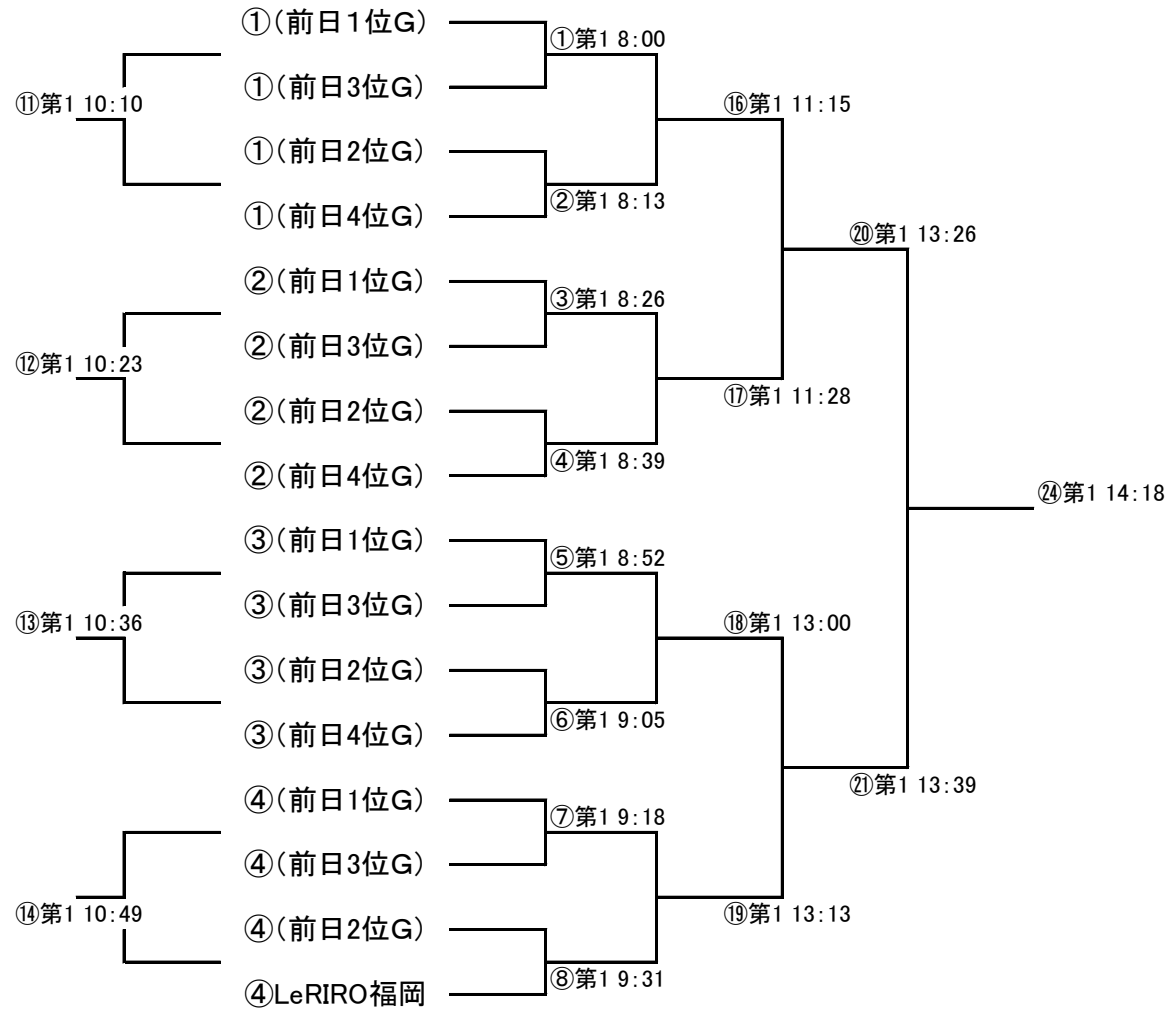 ①(前日1位G)
①第1 8:00
①(前日3位G)
⑪第1 10:10
⑯第1 11:15
①(前日2位G)
②第1 8:13
①(前日4位G)
⑳第1 13:26
②(前日1位G)
③第1 8:26
②(前日3位G)
⑫第1 10:23
⑰第1 11:28
②(前日2位G)
④第1 8:39
②(前日4位G)
㉔第1 14:18
③(前日1位G)
⑤第1 8:52
③(前日3位G)
⑬第1 10:36
⑱第1 13:00
③(前日2位G)
⑥第1 9:05
③(前日4位G)
㉑第1 13:39
④(前日1位G)
⑦第1 9:18
④(前日3位G)
⑭第1 10:49
⑲第1 13:13
④(前日2位G)
⑧第1 9:31
④LeRIRO福岡